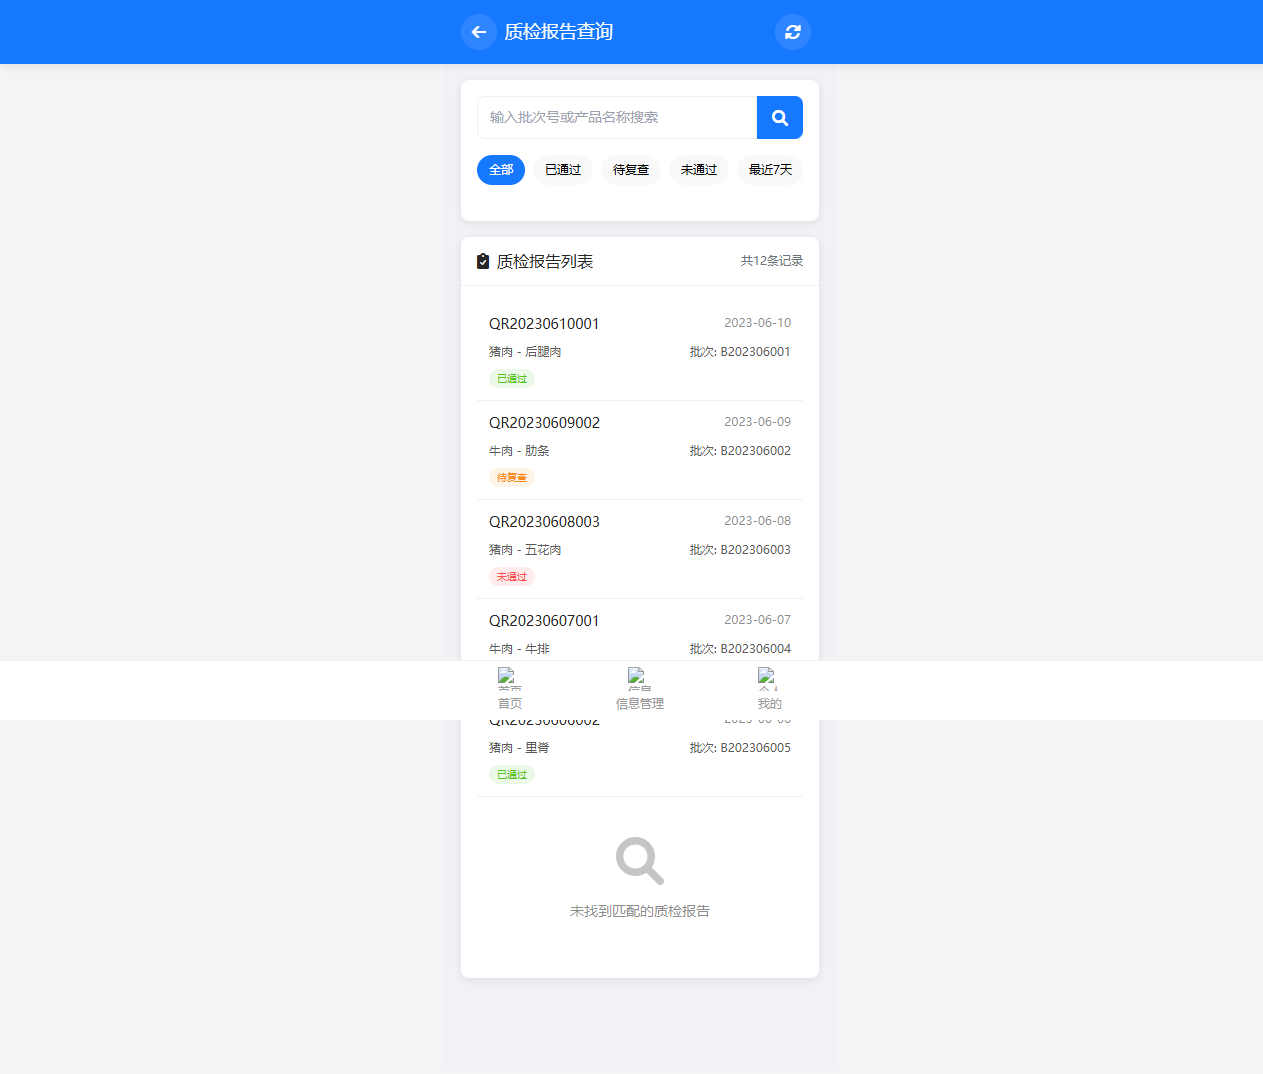 质检报告查询
输入批次号或产品名称搜索
全部 已通过 待复查 未通过 最近7天
质检报告列表 共12条记录
QR20230610001 2023-06-10
猪肉 - 后腿肉 批次: B202306001
已通过
QR20230609002 2023-06-09
牛肉 - 肋条 批次: B202306002
待复查
QR20230608003 2023-06-08
猪肉 - 五花肉 批次: B202306003
未通过
QR20230607001 2023-06-07
牛肉 - 牛排 批次: B202306004
首页 信息管理 我的
猪肉 - 里脊 批次: B202306005
已通过
未找到匹配的质检报告